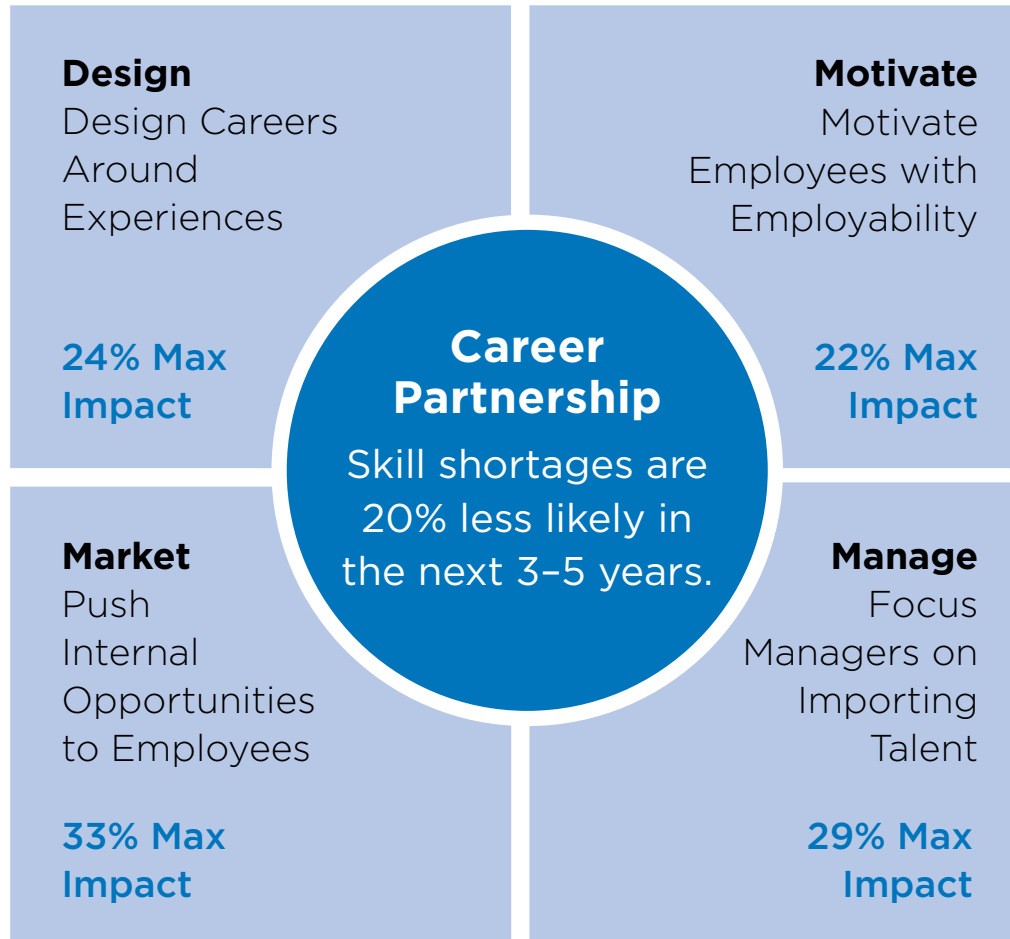 Design
Design Careers
Around
Experiences
24% Max
Impact
Motivate
Motivate
Employees with
Employability
22% Max
Impact
Career
Partnership
Skill shortages are
20% less likely in
the next 3–5 years.
Market
Push
Internal
Opportunities
to Employees
33% Max
Impact
Manage
Focus
Managers on
Importing
Talent
29% Max
Impact